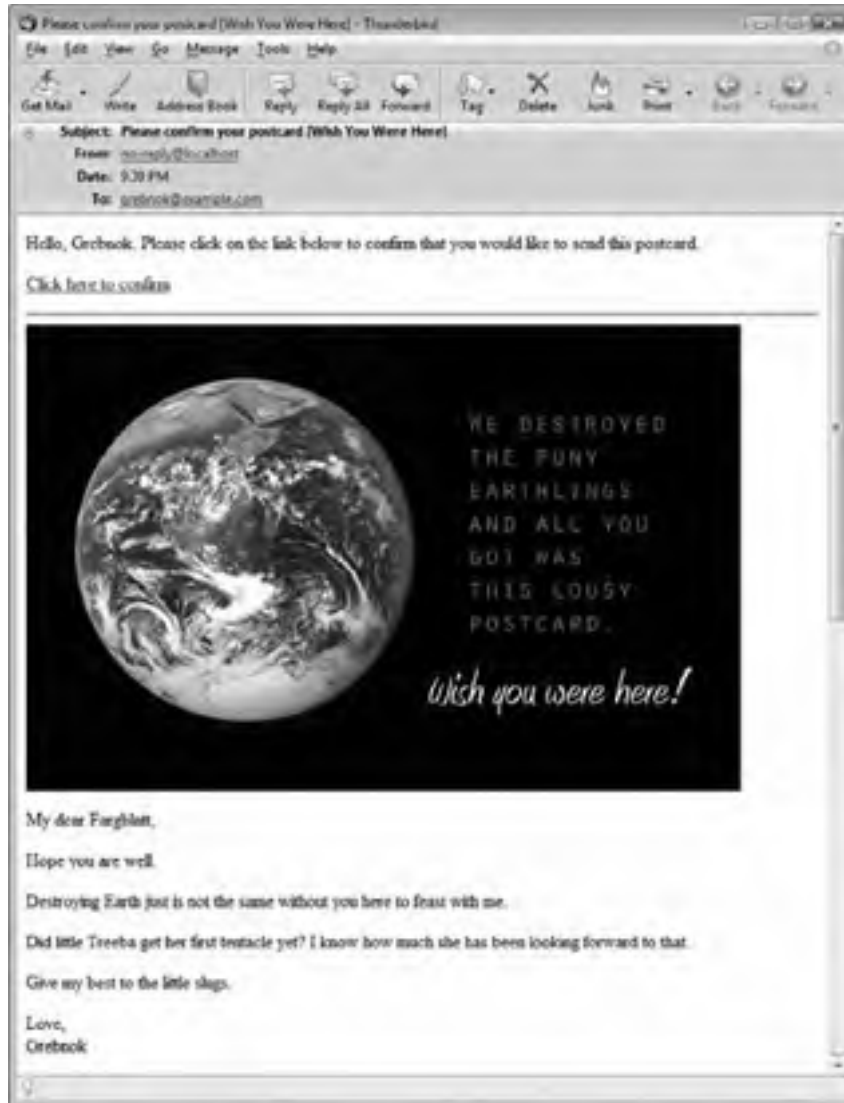 Please confirm your postcard [Wish You Were Here] - Thunderbird
File Edit View Go Message Tools Help
Get Mail Write Address Book Reply Reply All Forward Tag Delete Junk Print Back Forward
Subject: Please confirm your postcard [Wish You Were Here]
From: no-reply@localhost
Date: 9:39 PM
To: grebnok@example.com
Hello, Grebnok. Please click on the link below to confirm that you would like to send this postcard.
Click here to confirm
WE DESTROYED
THE PUNY
EARTHLINGS
AND ALL YOU
GOT WAS
THIS LOUSY
POSTCARD.
Wish you were here!
My dear Fargblatt,
Hope you are well.
Destroying Earth just is not the same without you here to feast with me.
Did little Treeba get her first tentacle yet? I know how much she has been looking forward to that.
Give my best to the little slugs.
Love,
Grebnok